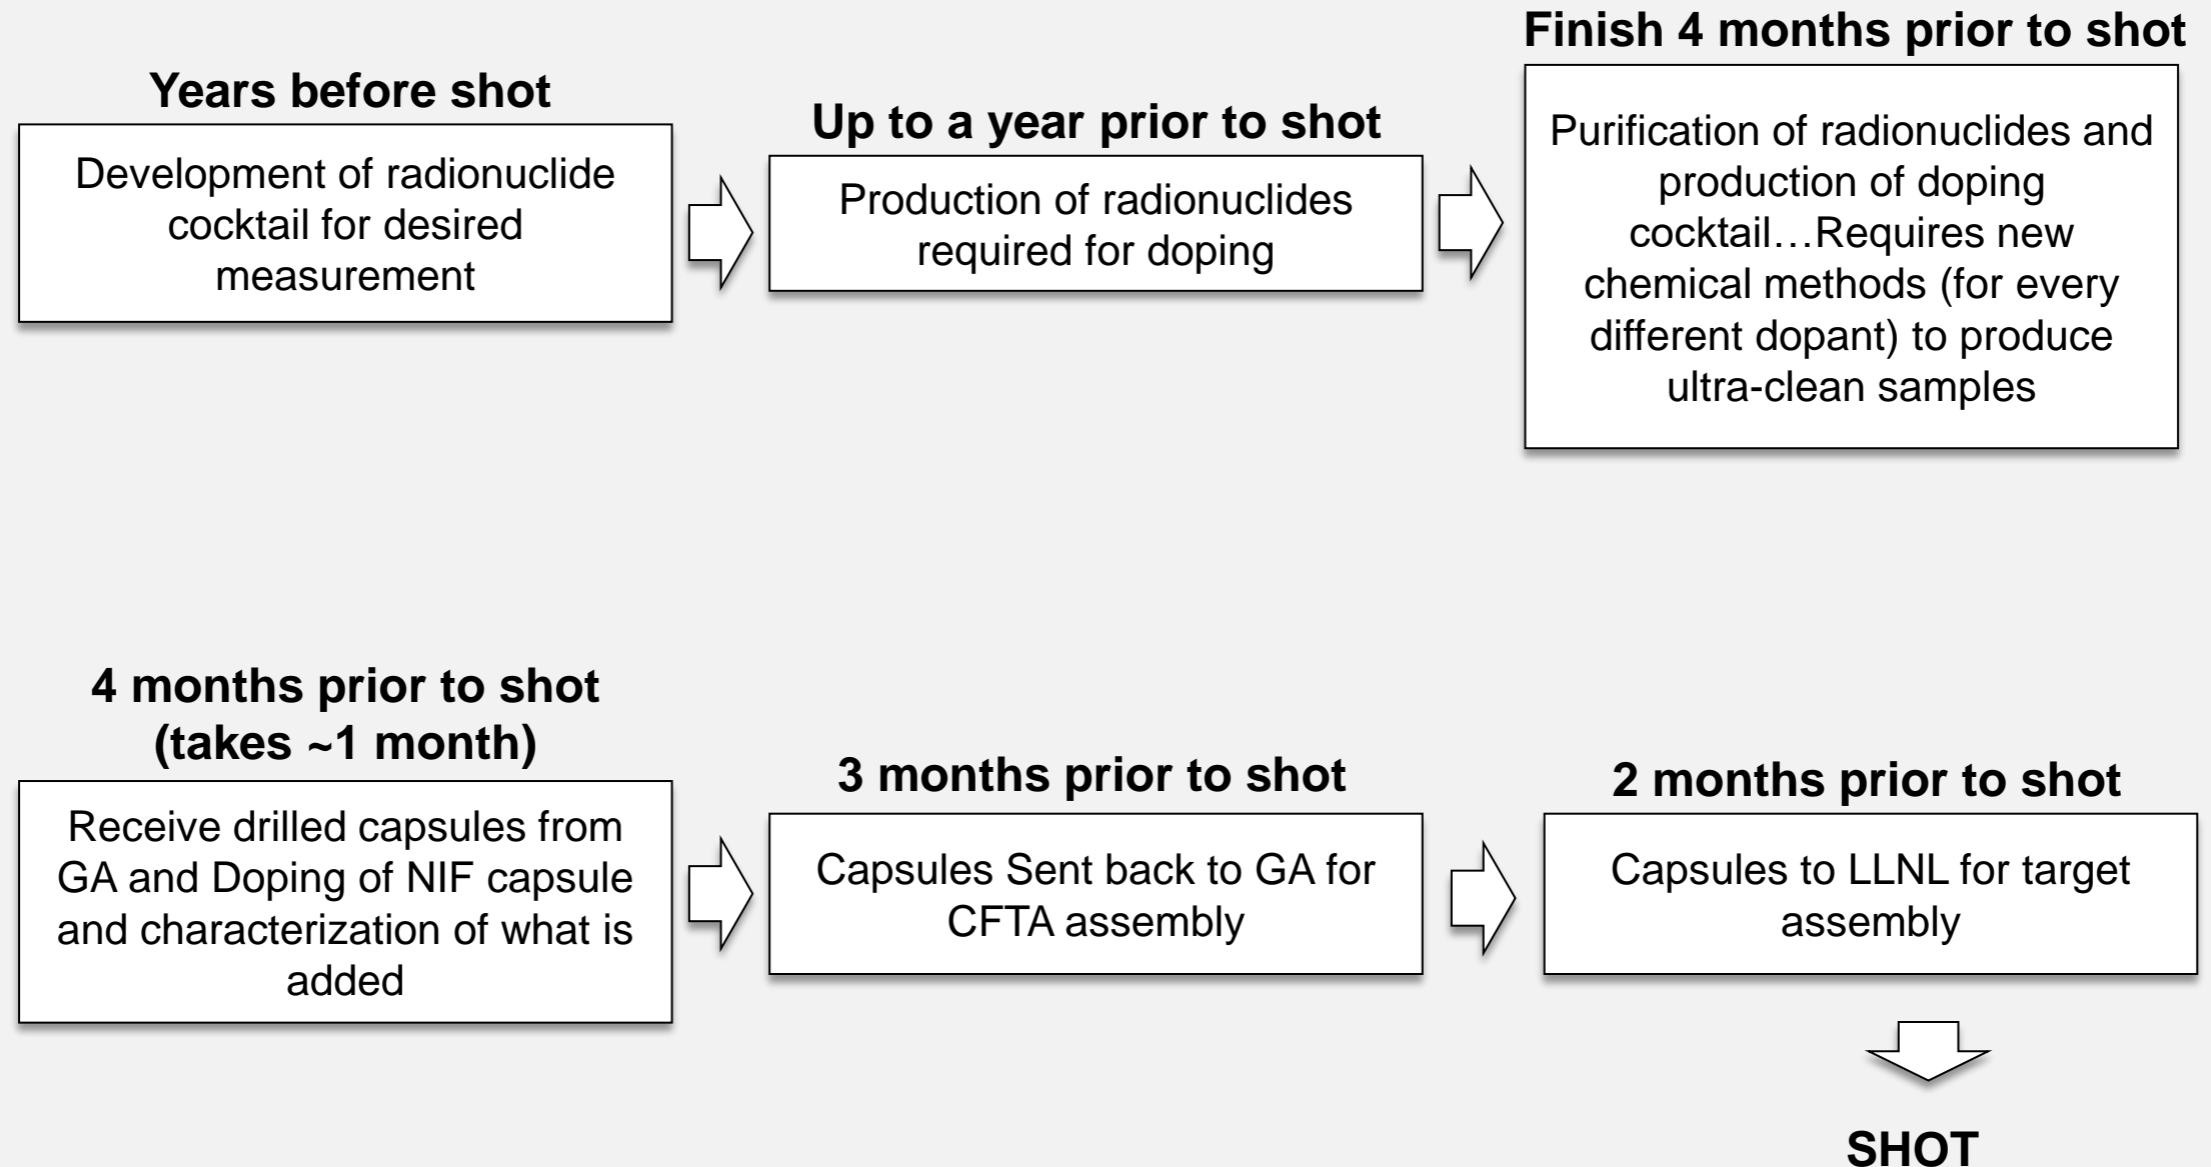 Years before shot
Development of radionuclide
cocktail for desired
measurement
Up to a year prior to shot
Production of radionuclides
required for doping
Finish 4 months prior to shot
Purification of radionuclides and
production of doping
cocktail…Requires new
chemical methods (for every
different dopant) to produce
ultra-clean samples
4 months prior to shot
(takes ~1 month)
Receive drilled capsules from
GA and Doping of NIF capsule
and characterization of what is
added
3 months prior to shot
Capsules Sent back to GA for
CFTA assembly
2 months prior to shot
Capsules to LLNL for target
assembly
SHOT